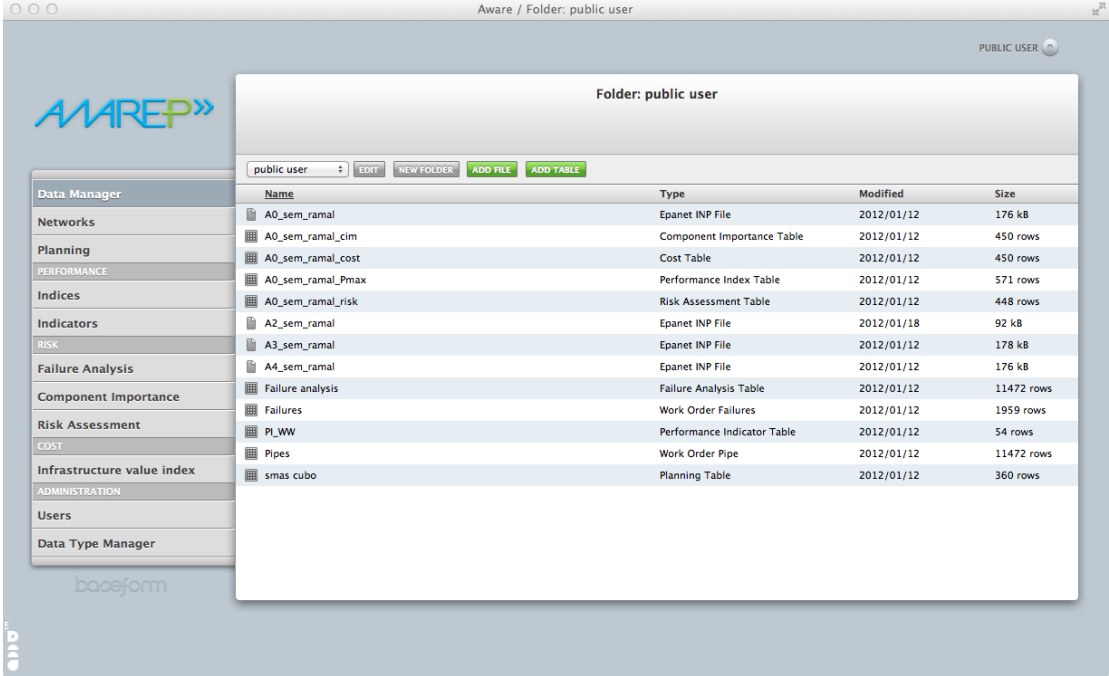 Aware / Folder: public user
PUBLIC USER
AWARE-P
Folder: public user
public user EDIT NEW FOLDER ADD FILE ADD TABLE
Data Manager
Networks
Planning
PERFORMANCE
Indices
Indicators
RISK
Failure Analysis
Component Importance
Risk Assessment
COST
Infrastructure value index
ADMINISTRATION
Users
Data Type Manager
baseform
Name Type Modified Size
A0_sem_ramal Epanet INP File 2012/01/12 176 kB
A0_sem_ramal_cim Component Importance Table 2012/01/12 450 rows
A0_sem_ramal_cost Cost Table 2012/01/12 450 rows
A0_sem_ramal_Pmax Performance Index Table 2012/01/12 571 rows
A0_sem_ramal_risk Risk Assessment Table 2012/01/12 448 rows
A2_sem_ramal Epanet INP File 2012/01/18 92 kB
A3_sem_ramal Epanet INP File 2012/01/12 178 kB
A4_sem_ramal Epanet INP File 2012/01/12 176 kB
Failure analysis Failure Analysis Table 2012/01/12 11472 rows
Failures Work Order Failures 2012/01/12 1959 rows
PI_WW Performance Indicator Table 2012/01/12 54 rows
Pipes Work Order Pipe 2012/01/12 11472 rows
smas cubo Planning Table 2012/01/12 360 rows